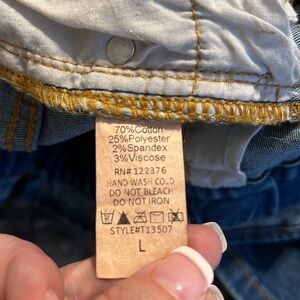 70%Cotton
25%Polyester
2%Spandex
3%Viscose
RN#122376
HAND WASH COLD
DO NOT BLEACH
DO NOT IRON
STYLE#T13507
L